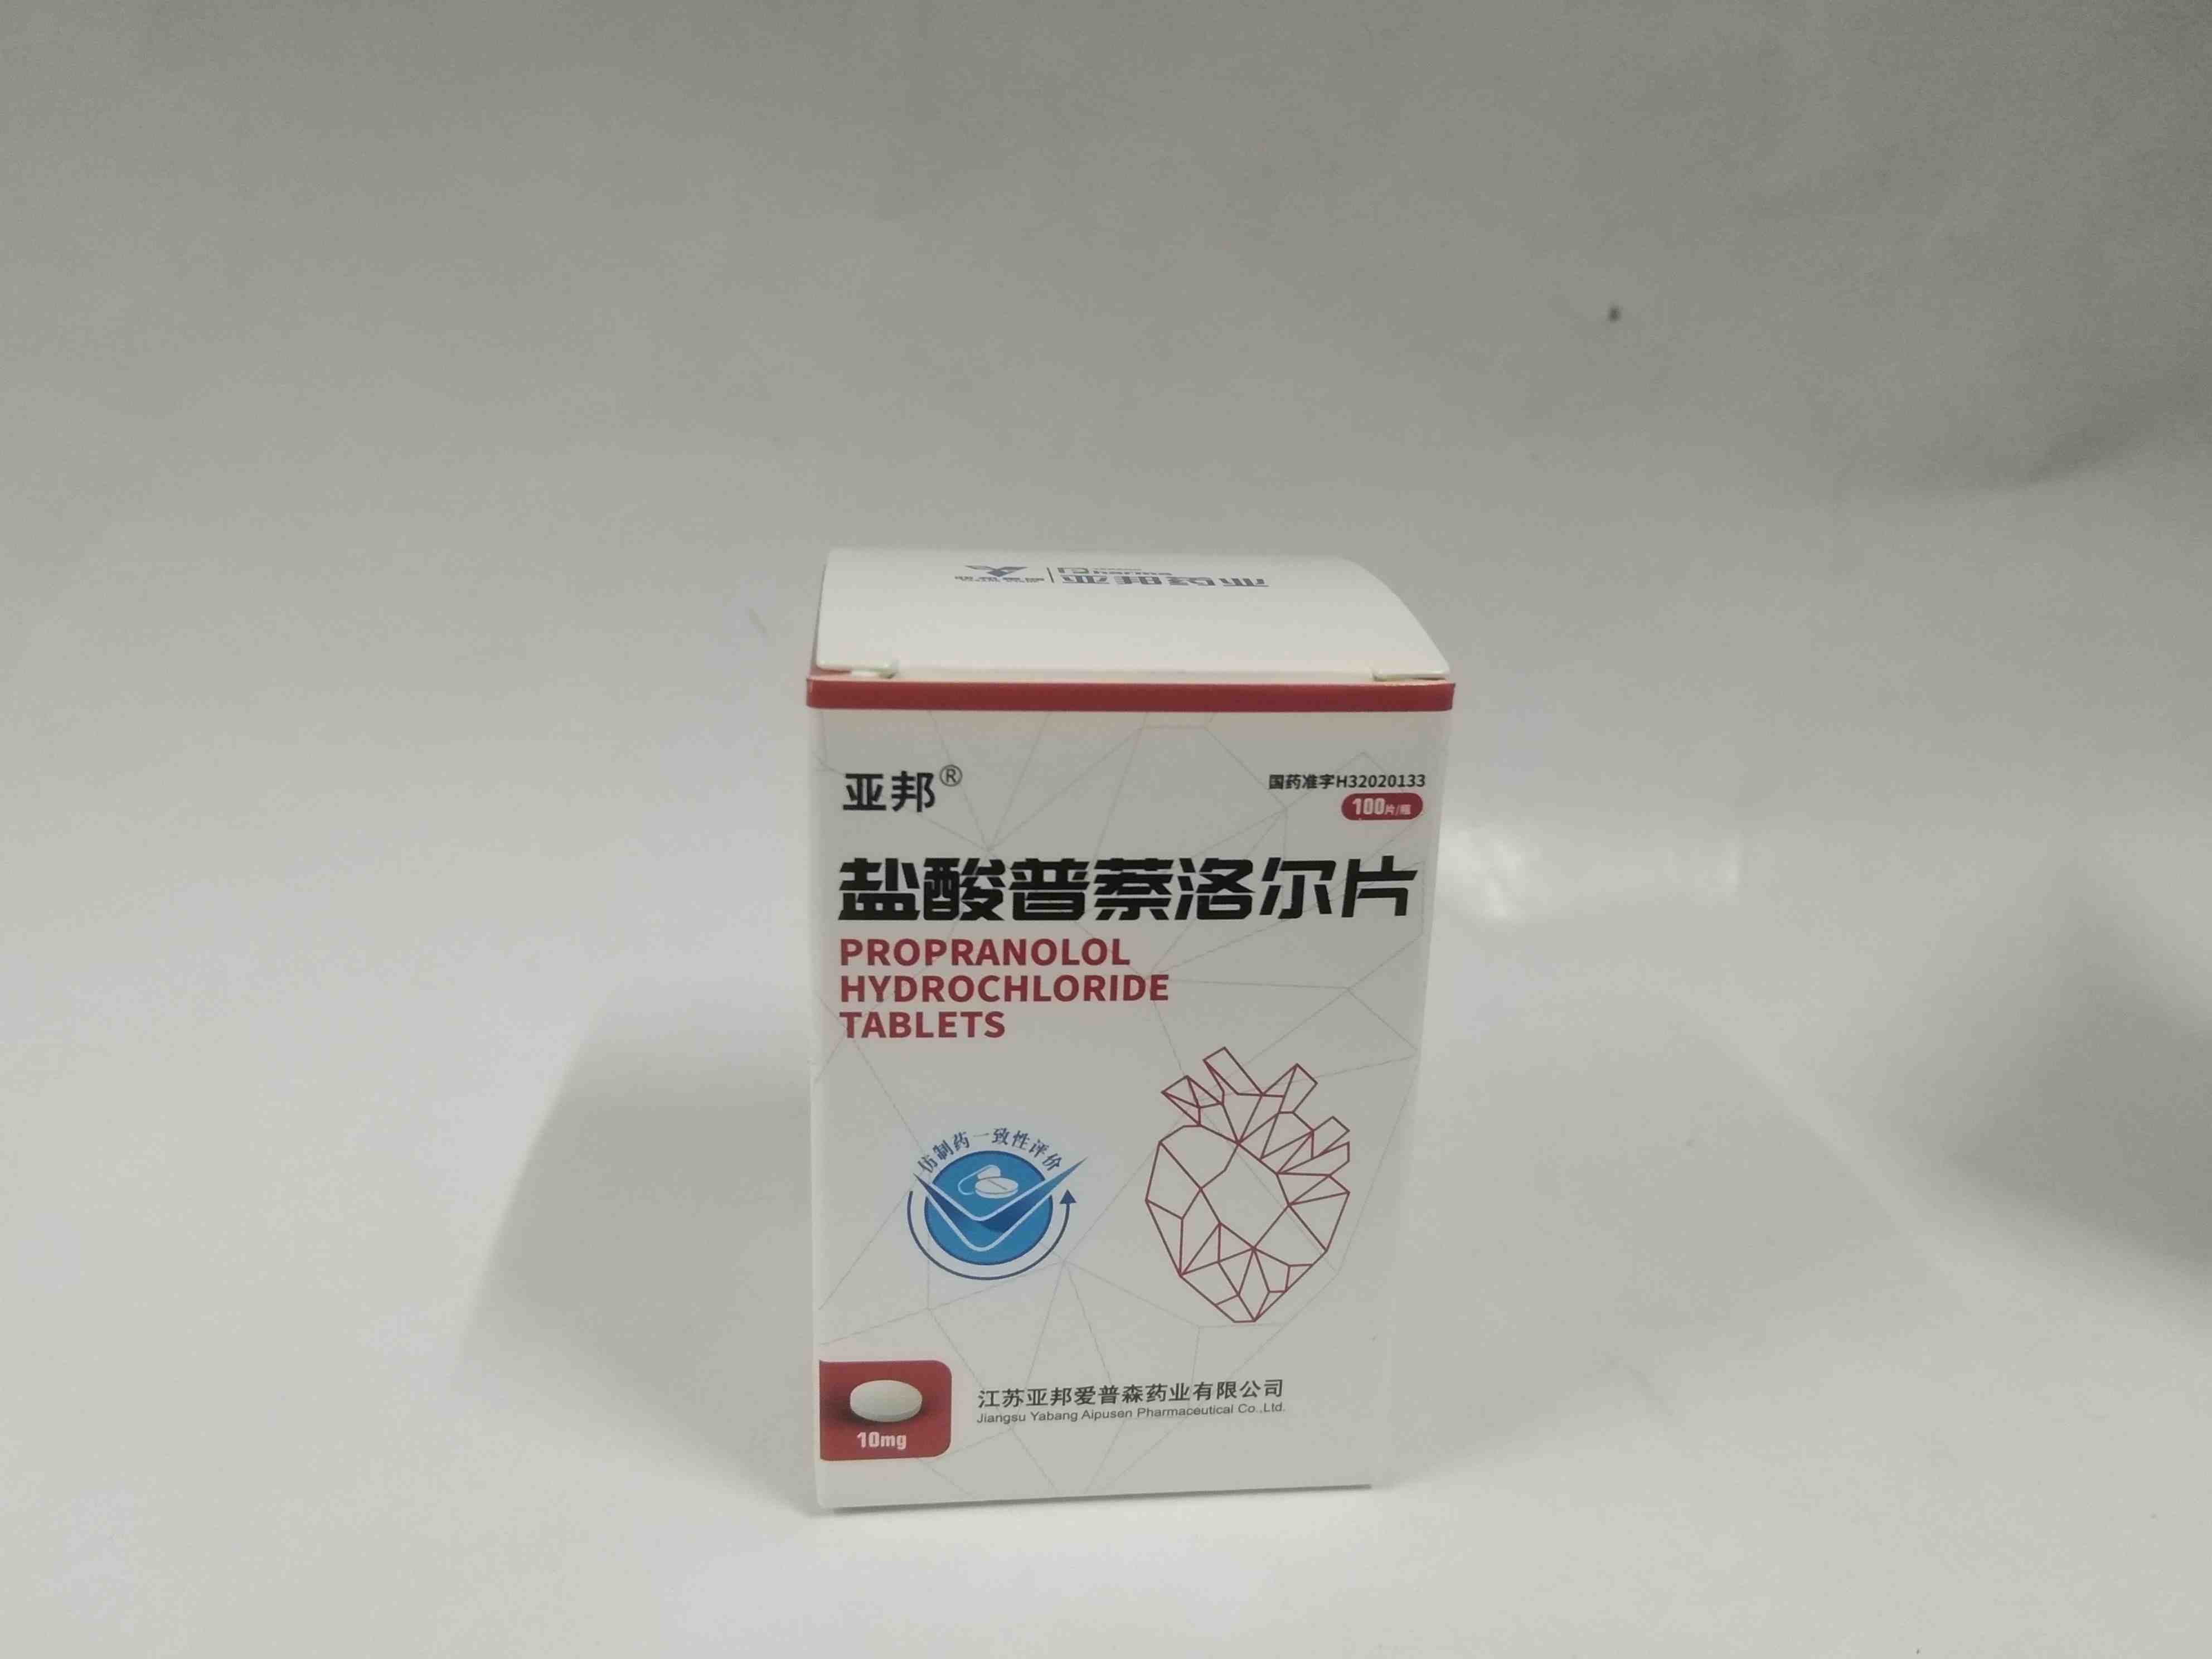 亚邦®
国药准字H32020133
100片/瓶
盐酸普萘洛尔片
PROPRANOLOL
HYDROCHLORIDE
TABLETS
仿制药一致性评价
10mg
江苏亚邦爱普森药业有限公司
Jiangsu Yabang Aipusen Pharmaceutical Co.,Ltd.